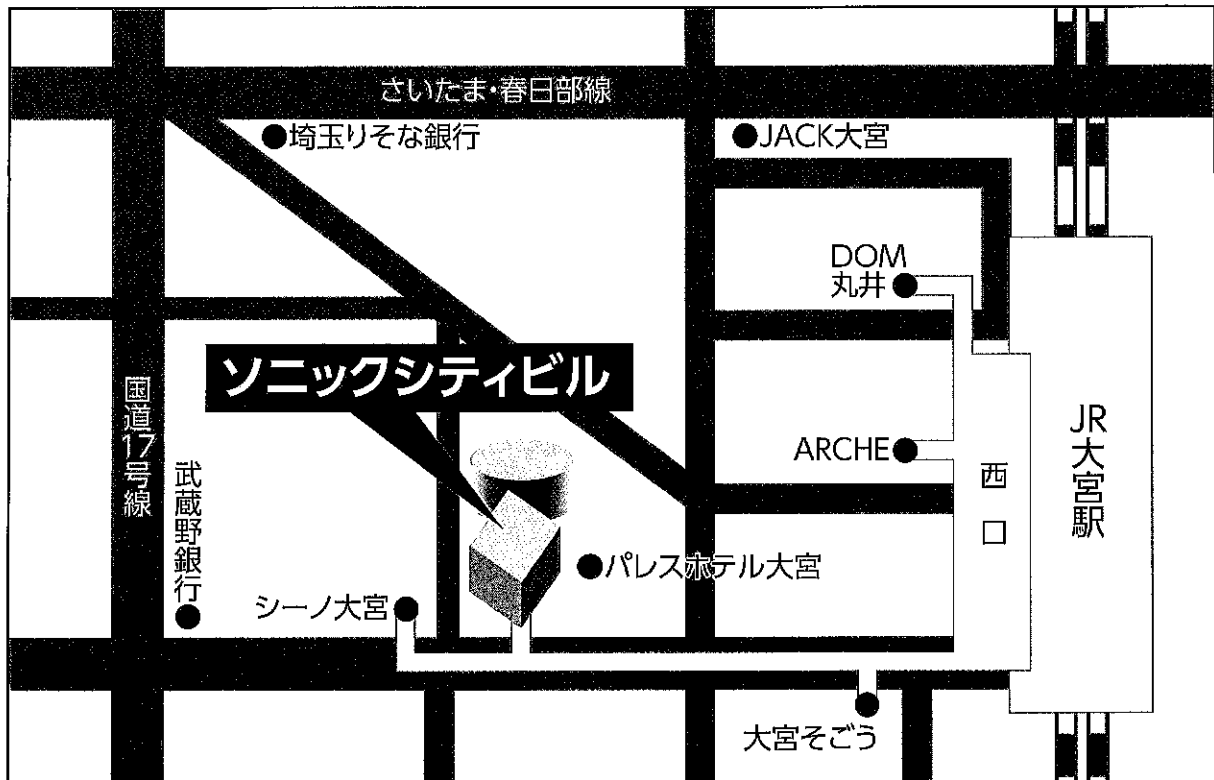 さいたま・春日部線
●埼玉りそな銀行
●JACK大宮
DOM
丸井●
ソニックシティビル
国道17号線
ARCHE●
西口
JR大宮駅
武蔵野銀行●
●パレスホテル大宮
シーノ大宮●
大宮そごう